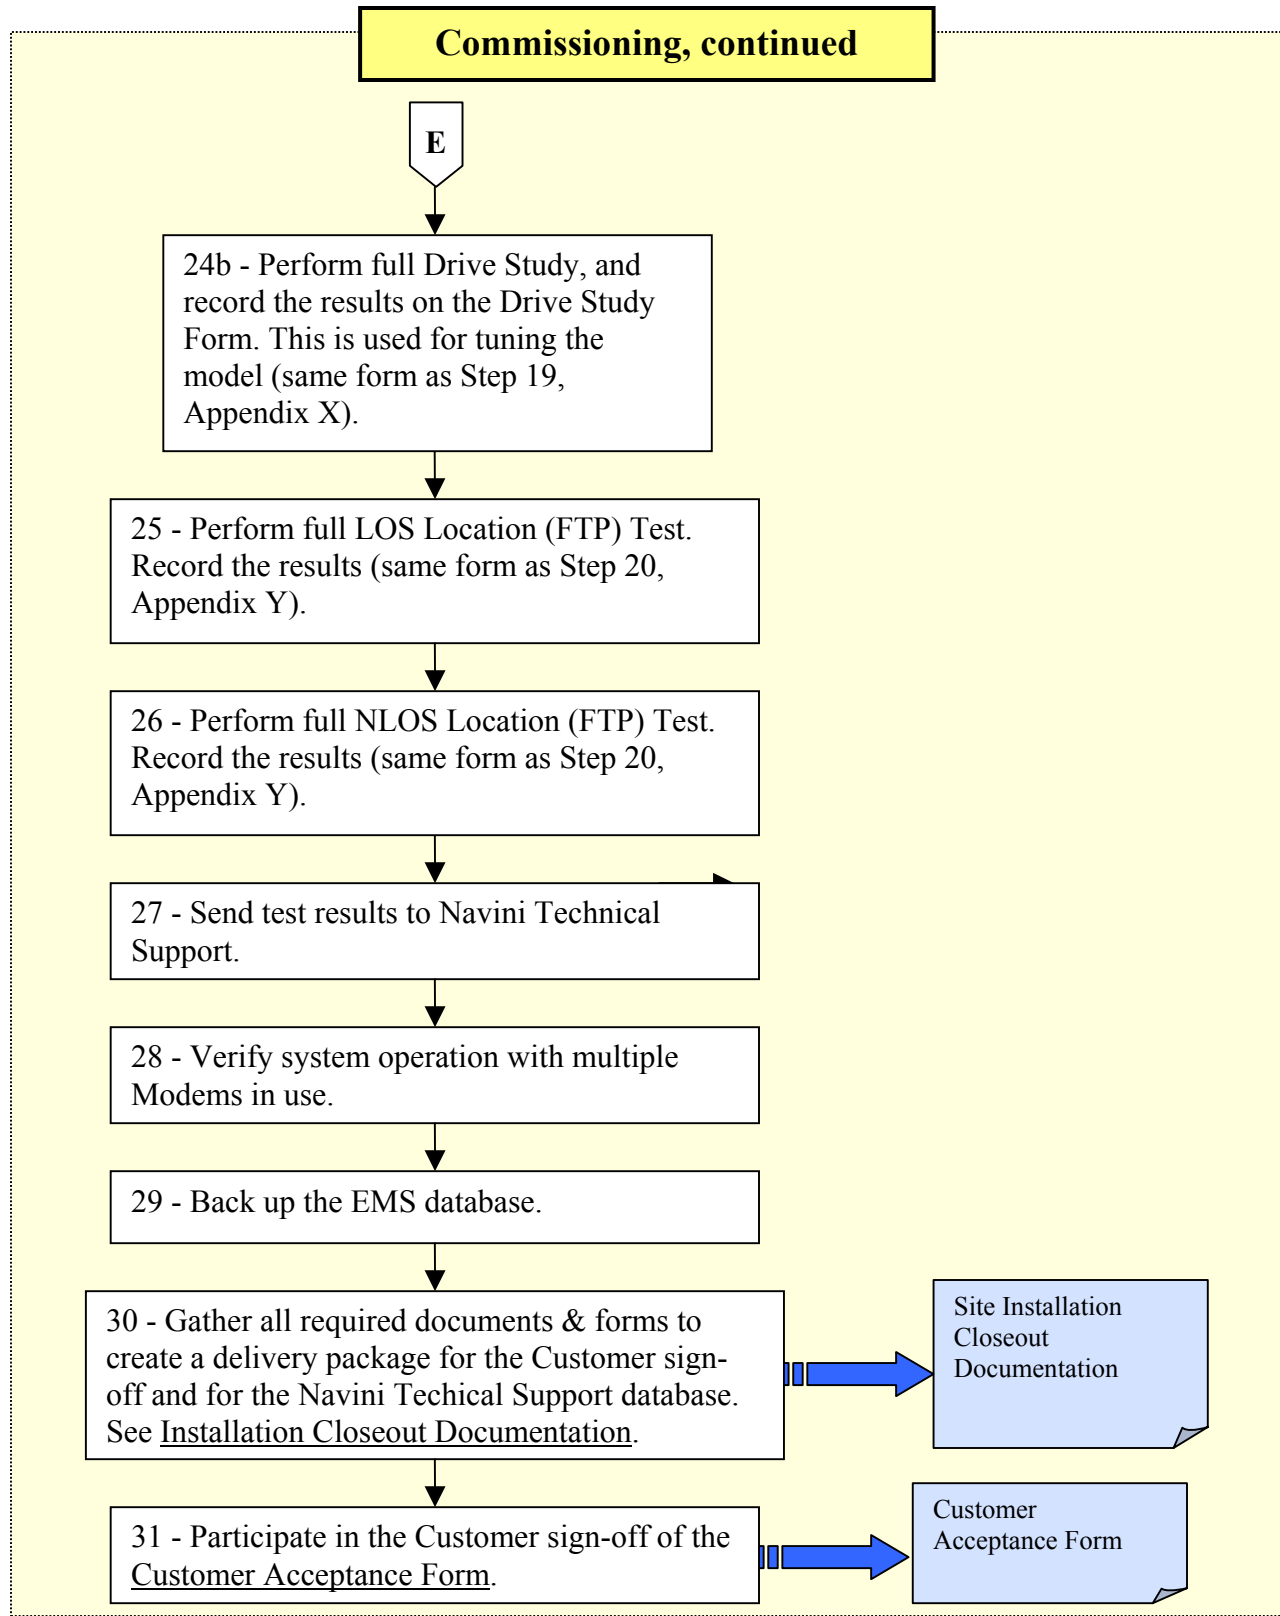 Commissioning, continued
E
24b - Perform full Drive Study, and
record the results on the Drive Study
Form. This is used for tuning the
model (same form as Step 19,
Appendix X).
25 - Perform full LOS Location (FTP) Test.
Record the results (same form as Step 20,
Appendix Y).
26 - Perform full NLOS Location (FTP) Test.
Record the results (same form as Step 20,
Appendix Y).
27 - Send test results to Navini Technical
Support.
28 - Verify system operation with multiple
Modems in use.
29 - Back up the EMS database.
30 - Gather all required documents & forms to
create a delivery package for the Customer sign-
off and for the Navini Techical Support database.
See Installation Closeout Documentation.
Site Installation
Closeout
Documentation
31 - Participate in the Customer sign-off of the
Customer Acceptance Form.
Customer
Acceptance Form